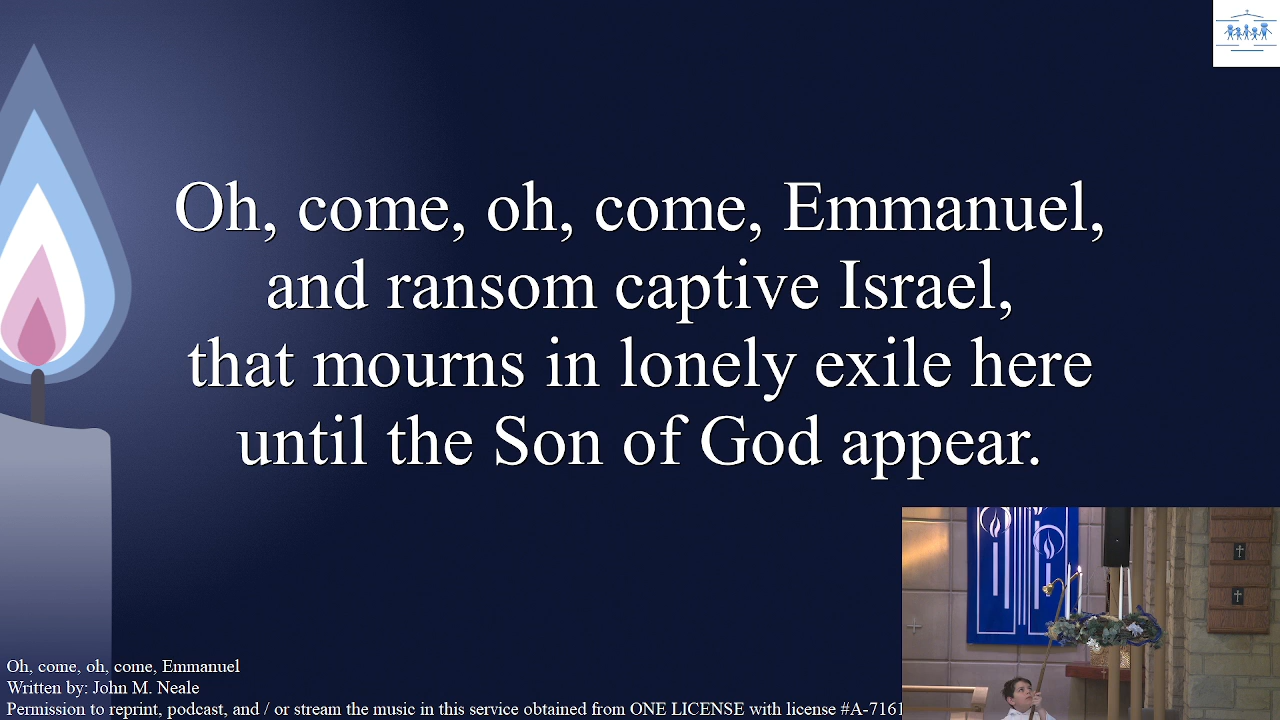 Oh, come, oh, come, Emmanuel,
and ransom captive Israel,
that mourns in lonely exile here
until the Son of God appear.
Oh, come, oh, come, Emmanuel
Written by: John M. Neale
Permission to reprint, podcast, and / or stream the music in this service obtained from ONE LICENSE with license #A-7161